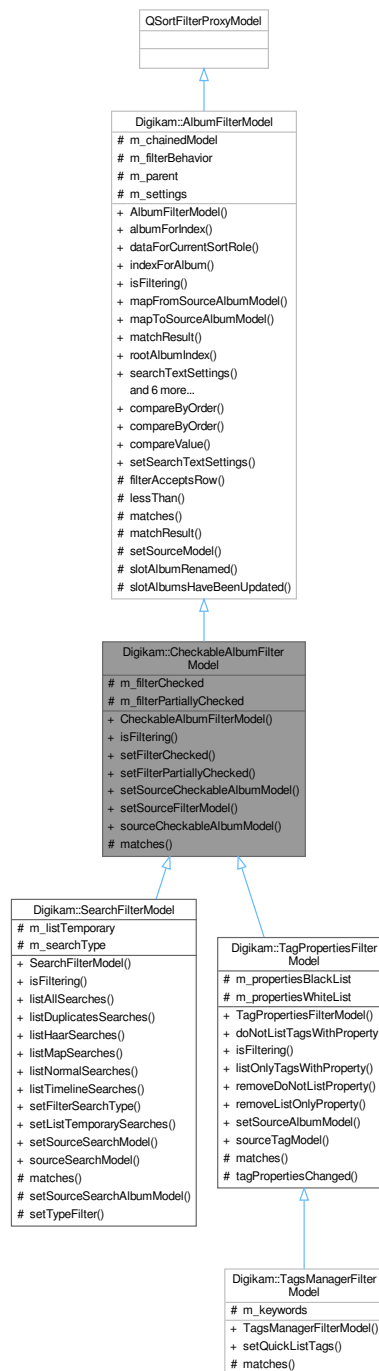 QSortFilterProxyModel
Digikam::AlbumFilterModel
# m_chainedModel
# m_filterBehavior
# m_parent
# m_settings
+ AlbumFilterModel()
+ albumForIndex()
+ dataForCurrentSortRole()
+ indexForAlbum()
+ isFiltering()
+ mapFromSourceAlbumModel()
+ mapToSourceAlbumModel()
+ matchResult()
+ rootAlbumIndex()
+ searchTextSettings()
and 6 more...
+ compareByOrder()
+ compareByOrder()
+ compareValue()
+ setSearchTextSettings()
# filterAcceptsRow()
# lessThan()
# matches()
# matchResult()
# setSourceModel()
# slotAlbumRenamed()
# slotAlbumsHaveBeenUpdated()
Digikam::CheckableAlbumFilter
Model
# m_filterChecked
# m_filterPartiallyChecked
+ CheckableAlbumFilterModel()
+ isFiltering()
+ setFilterChecked()
+ setFilterPartiallyChecked()
+ setSourceCheckableAlbumModel()
+ setSourceFilterModel()
+ sourceCheckableAlbumModel()
# matches()
Digikam::SearchFilterModel
# m_listTemporary
# m_searchType
+ SearchFilterModel()
+ isFiltering()
+ listAllSearches()
+ listDuplicatesSearches()
+ listHaarSearches()
+ listMapSearches()
+ listNormalSearches()
+ listTimelineSearches()
+ setFilterSearchType()
+ setListTemporarySearches()
+ setSourceSearchModel()
+ sourceSearchModel()
# matches()
# setSourceSearchAlbumModel()
# setTypeFilter()
Digikam::TagPropertiesFilter
Model
# m_propertiesBlackList
# m_propertiesWhiteList
+ TagPropertiesFilterModel()
+ doNotListTagsWithProperty
+ isFiltering()
+ listOnlyTagsWithProperty()
+ removeDoNotListProperty()
+ removeListOnlyProperty()
+ setSourceAlbumModel()
+ sourceTagModel()
# matches()
# tagPropertiesChanged()
Digikam::TagsManagerFilter
Model
# m_keywords
+ TagsManagerFilterModel()
+ setQuickListTags()
# matches()